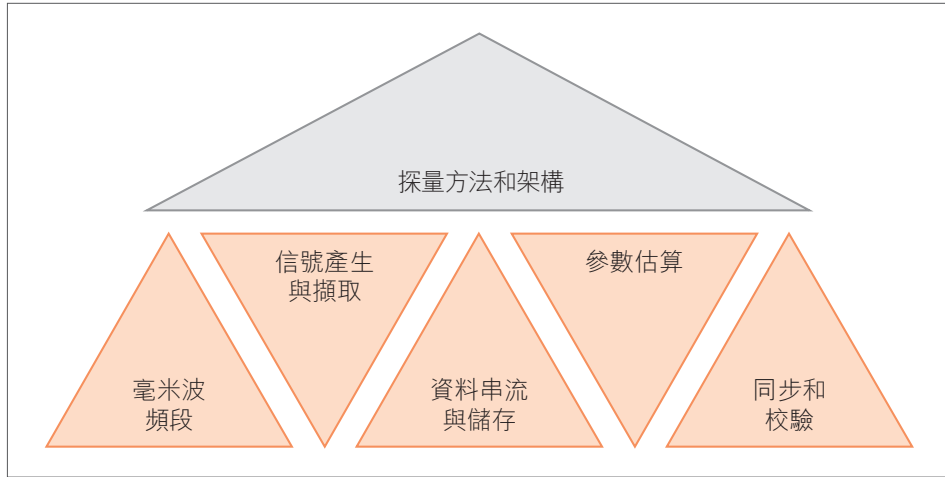 探量方法和架構
信號產生
與擷取
參數估算
毫米波
頻段
資料串流
與儲存
同步和
校驗